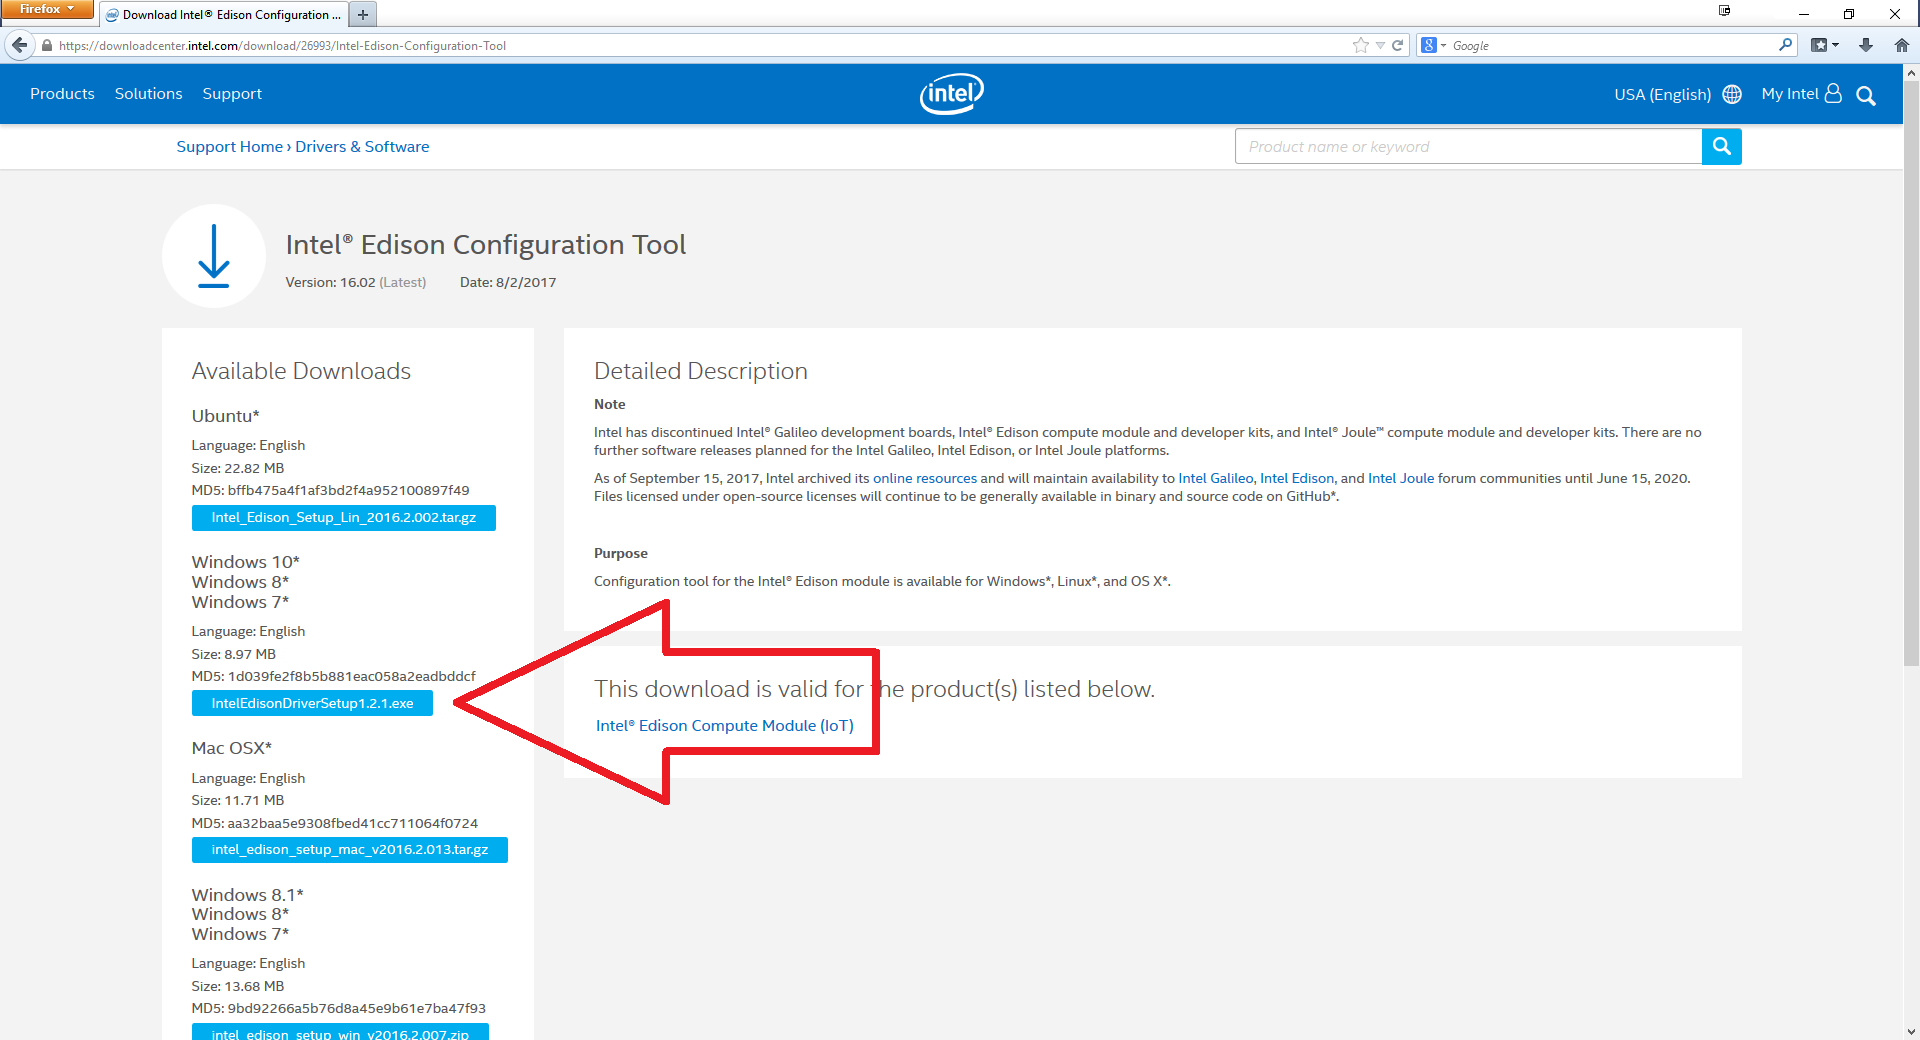 Firefox
Download Intel® Edison Configuration ...
https://downloadcenter.intel.com/download/26993/Intel-Edison-Configuration-Tool
Google
Products Solutions Support
intel
USA (English) My Intel
Support Home › Drivers & Software
Product name or keyword
Intel® Edison Configuration Tool
Version: 16.02 (Latest) Date: 8/2/2017
Available Downloads
Ubuntu*
Language: English
Size: 22.82 MB
MD5: bffb475a4f1af3bd2f4a952100897f49
Intel_Edison_Setup_Lin_2016.2.002.tar.gz
Windows 10*
Windows 8*
Windows 7*
Language: English
Size: 8.97 MB
MD5: 1d039fe2f8b5b881eac058a2eadbddcf
IntelEdisonDriverSetup1.2.1.exe
Mac OSX*
Language: English
Size: 11.71 MB
MD5: aa32baa5e9308fbed41cc711064f0724
intel_edison_setup_mac_v2016.2.013.tar.gz
Windows 8.1*
Windows 8*
Windows 7*
Language: English
Size: 13.68 MB
MD5: 9bd92266a5b76d8a45e9b61e7ba47f93
intel_edison_setup_win_v2016.2.007.zip
Detailed Description
Note
Intel has discontinued Intel® Galileo development boards, Intel® Edison compute module and developer kits, and Intel® Joule™ compute module and developer kits. There are no
further software releases planned for the Intel Galileo, Intel Edison, or Intel Joule platforms.
As of September 15, 2017, Intel archived its online resources and will maintain availability to Intel Galileo, Intel Edison, and Intel Joule forum communities until June 15, 2020.
Files licensed under open-source licenses will continue to be generally available in binary and source code on GitHub*.
Purpose
Configuration tool for the Intel® Edison module is available for Windows*, Linux*, and OS X*.
This download is valid for the product(s) listed below.
Intel® Edison Compute Module (IoT)